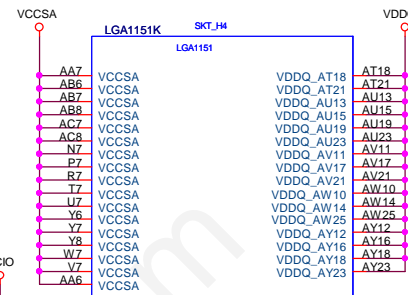 VCCSA
VDDQ
LGA1151K
SKT_H4
LGA1151
AA7 VCCSA VDDQ_AT18 AT18
AB6 VCCSA VDDQ_AT21 AT21
AB7 VCCSA VDDQ_AU13 AU13
AB8 VCCSA VDDQ_AU15 AU15
AC7 VCCSA VDDQ_AU19 AU19
AC8 VCCSA VDDQ_AU23 AU23
N7 VCCSA VDDQ_AV11 AV11
P7 VCCSA VDDQ_AV17 AV17
R7 VCCSA VDDQ_AV21 AV21
T7 VCCSA VDDQ_AW10 AW10
U7 VCCSA VDDQ_AW14 AW14
Y6 VCCSA VDDQ_AW25 AW25
Y7 VCCSA VDDQ_AY12 AY12
Y8 VCCSA VDDQ_AY16 AY16
W7 VCCSA VDDQ_AY18 AY18
V7 VCCSA VDDQ_AY23 AY23
AA6 VCCSA
CIO